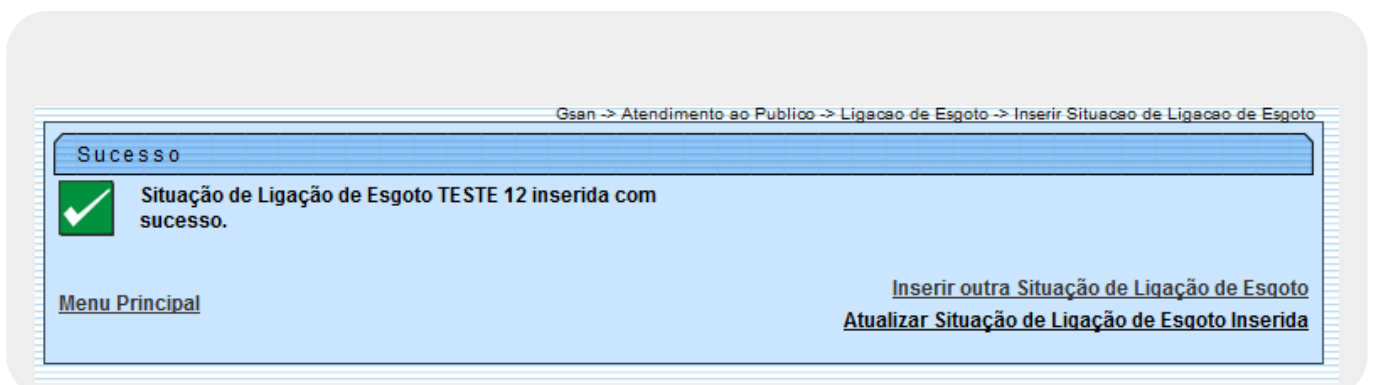 Gsan -> Atendimento ao Publico -> Ligacao de Esgoto -> Inserir Situacao de Ligacao de Esgoto
Sucesso
Situação de Ligação de Esgoto TESTE 12 inserida com
sucesso.
Inserir outra Situação de Ligação de Esgoto
Menu Principal
Atualizar Situação de Ligação de Esgoto Inserida